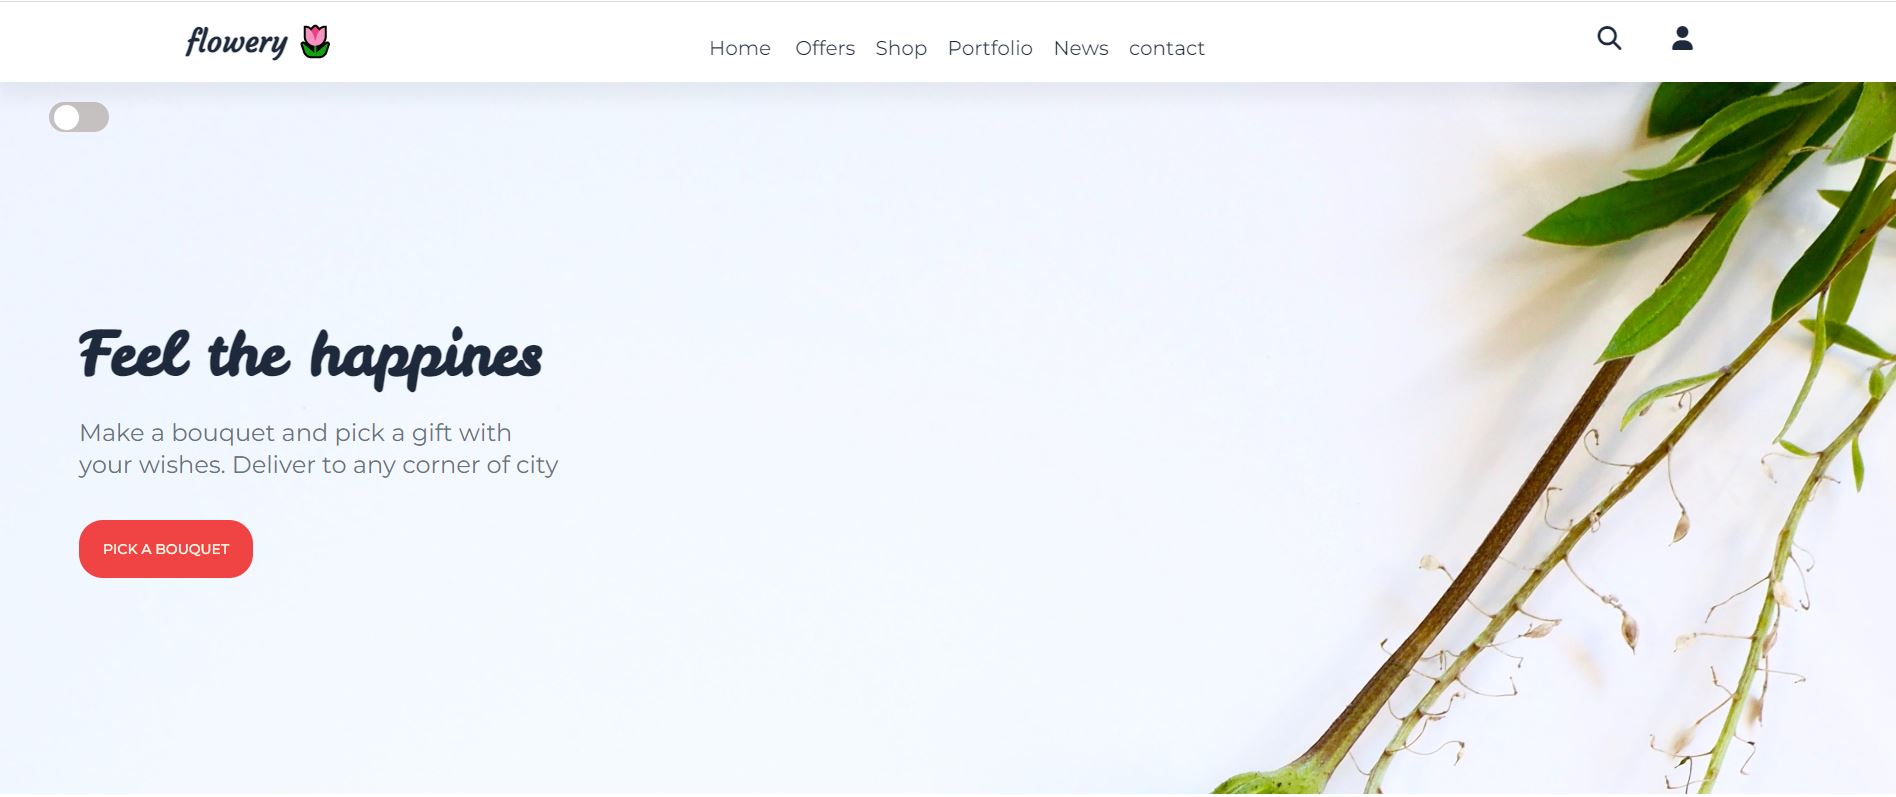 flowery
Home Offers Shop Portfolio News contact
Feel the happines
Make a bouquet and pick a gift with
your wishes. Deliver to any corner of city
PICK A BOUQUET